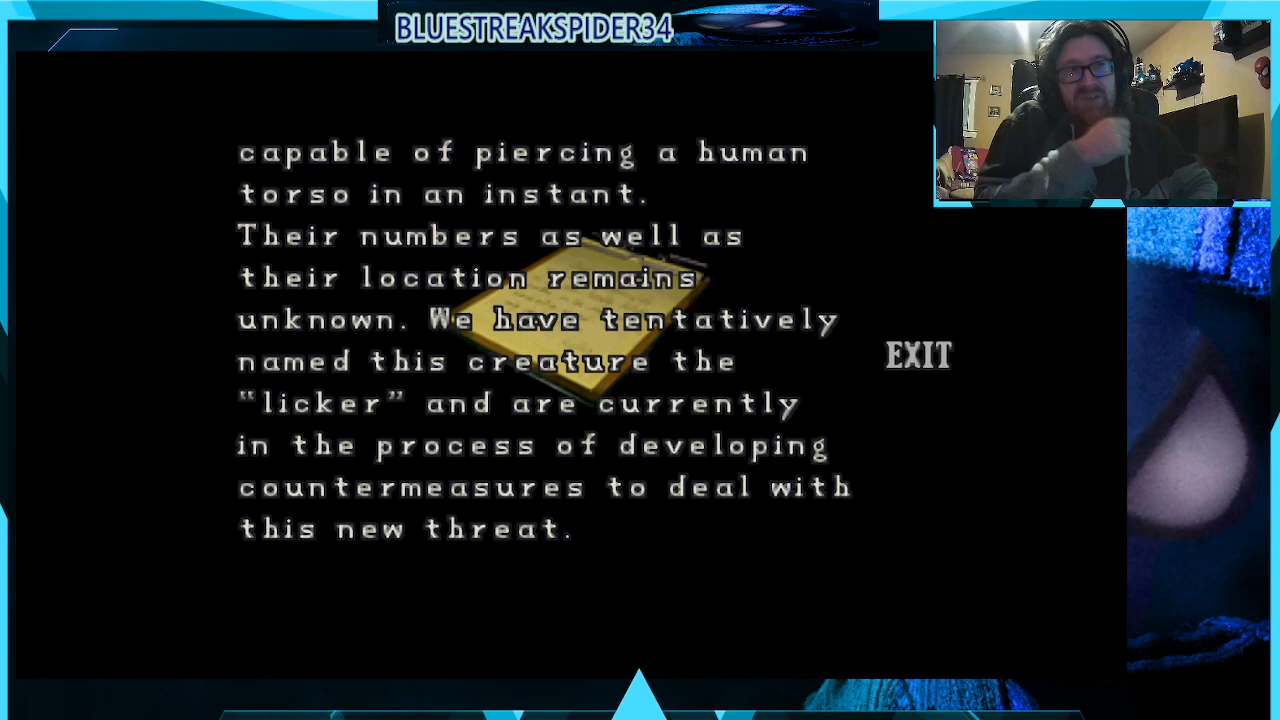 BLUESTREAKSPIDER34
capable of piercing a human
torso in an instant.
Their numbers as well as
their location remains
unknown. We have tentatively
named this creature the
“licker” and are currently
in the process of developing
countermeasures to deal with
this new threat.
EXIT